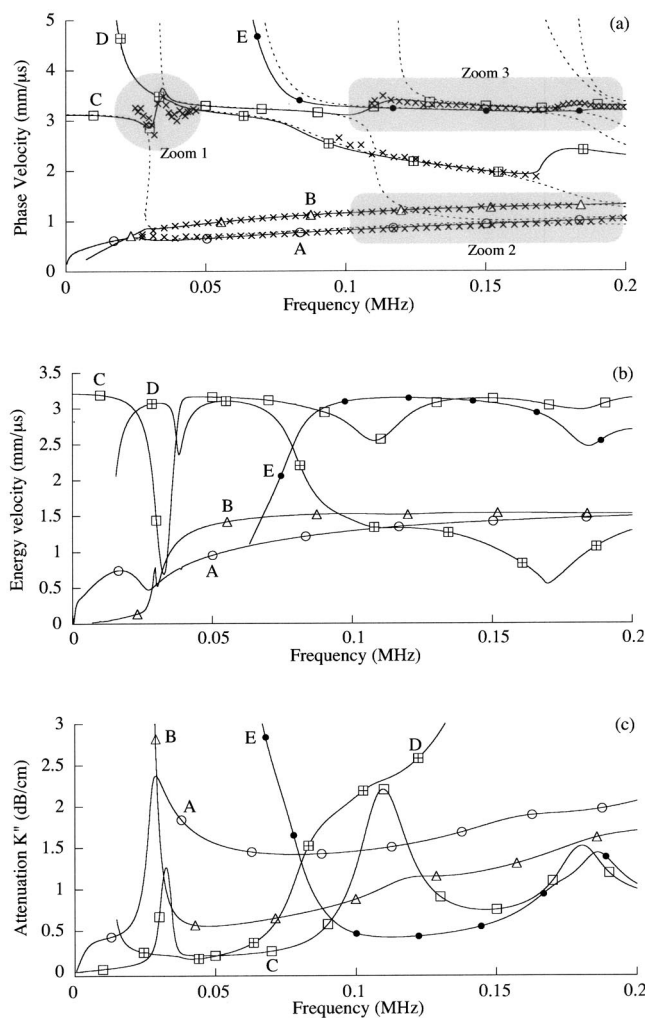 (a)
5
4
3
2
1
0
Phase Velocity (mm/μs)
D
E
C
Zoom 1
Zoom 3
B
A
Zoom 2
0
0.05
0.1
0.15
0.2
Frequency (MHz)
(b)
3.5
3
2.5
2
1.5
1
0.5
0
Energy velocity (mm/μs)
C
D
E
B
A
0
0.05
0.1
0.15
0.2
Frequency (MHz)
(c)
3
2.5
2
1.5
1
0.5
0
Attenuation K" (dB/cm)
B
A
E
D
C
0
0.05
0.1
0.15
0.2
Frequency (MHz)